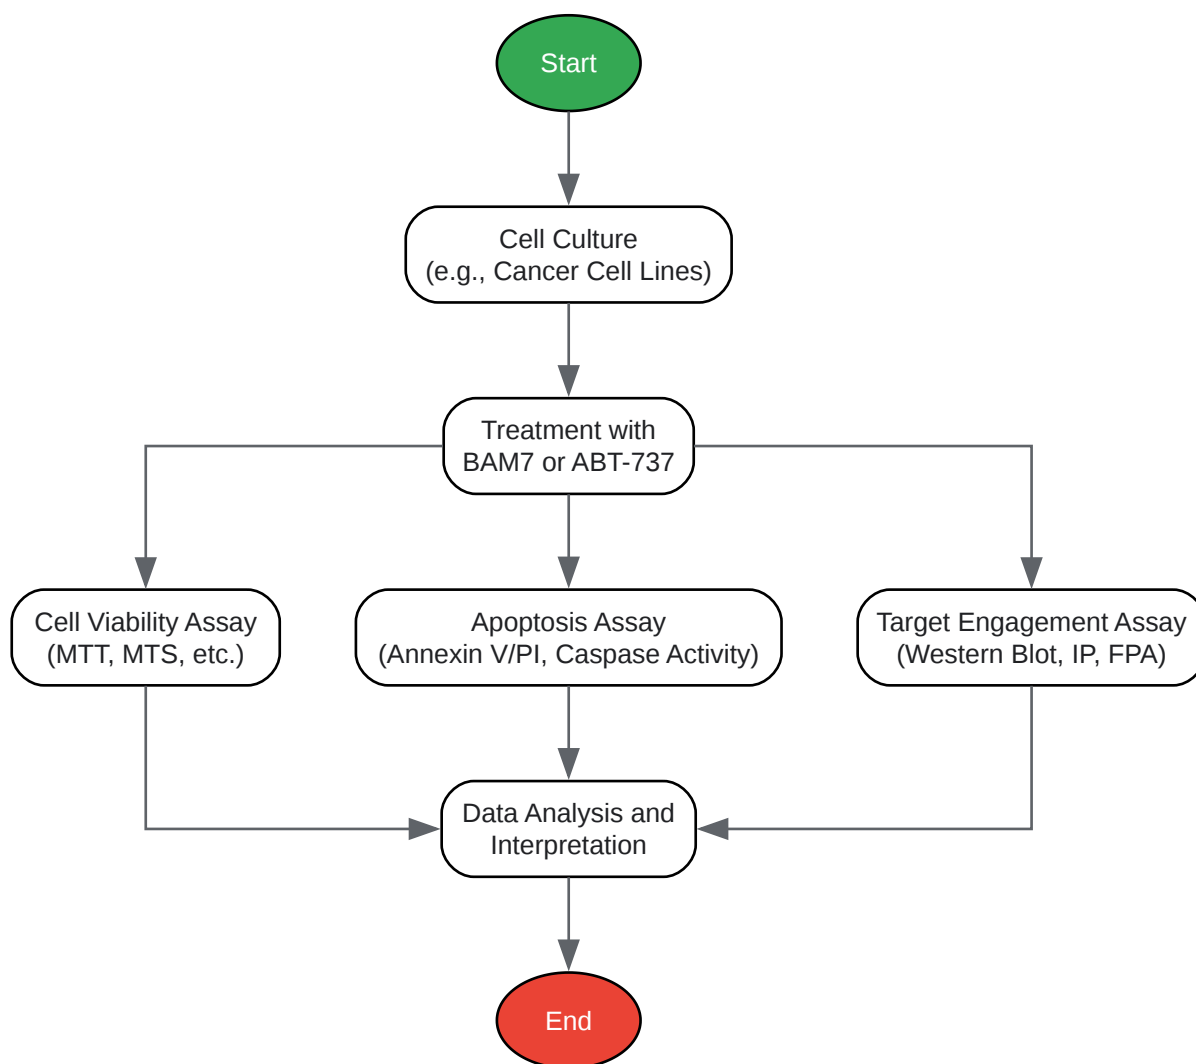 Start
Cell Culture
(e.g., Cancer Cell Lines)
Treatment with
BAM7 or ABT-737
Cell Viability Assay
(MTT, MTS, etc.)
Apoptosis Assay
(Annexin V/PI, Caspase Activity)
Target Engagement Assay
(Western Blot, IP, FPA)
Data Analysis and
Interpretation
End